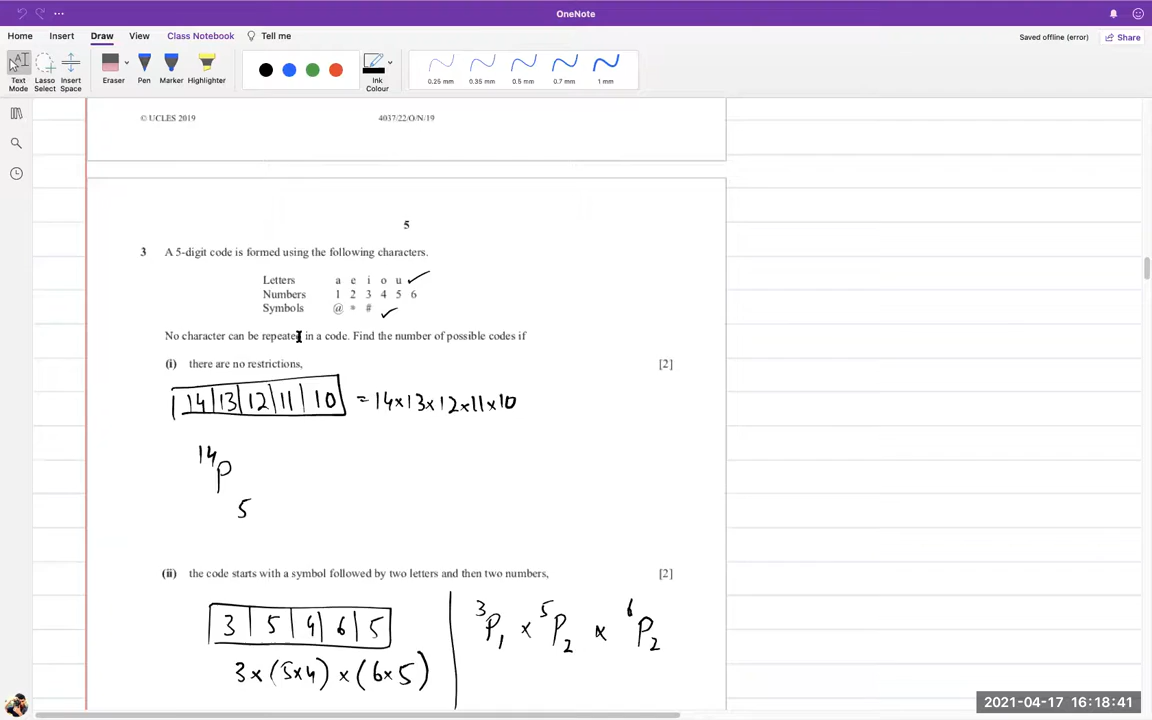 OneNote
Home Insert Draw View Class Notebook Tell me
Saved offline (error) Share
Text Mode
Lasso Select
Insert Space
Eraser
Pen
Marker
Highlighter
Ink Colour
0.25 mm 0.35 mm 0.5 mm 0.7 mm 1 mm
© UCLES 2019 4037/22/O/N/19
5
3 A 5-digit code is formed using the following characters.
Letters a e i o u ✓
Numbers 1 2 3 4 5 6
Symbols @ * # ✓
No character can be repeated in a code. Find the number of possible codes if
(i) there are no restrictions, [2]
14 | 13 | 12 | 11 | 10 = 14×13×12×11×10
14
P
5
(ii) the code starts with a symbol followed by two letters and then two numbers, [2]
3 | 5 | 4 | 6 | 5
³P₁ × ⁵P₂ × ⁶P₂
3×(5×4)×(6×5)
2021-04-17 16:18:41